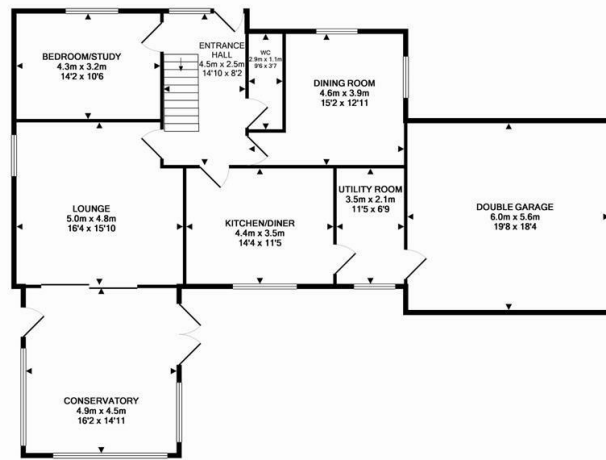 BEDROOM/STUDY
4.3m x 3.2m
14'2 x 10'6
ENTRANCE
HALL
4.5m x 2.5m
14'10 x 8'2
WC
2.9m x 1.1m
9'6 x 3'7
DINING ROOM
4.6m x 3.9m
15'2 x 12'11
LOUNGE
5.0m x 4.8m
16'4 x 15'10
KITCHEN/DINER
4.4m x 3.5m
14'4 x 11'5
UTILITY ROOM
3.5m x 2.1m
11'5 x 6'9
DOUBLE GARAGE
6.0m x 5.6m
19'8 x 18'4
CONSERVATORY
4.9m x 4.5m
16'2 x 14'11